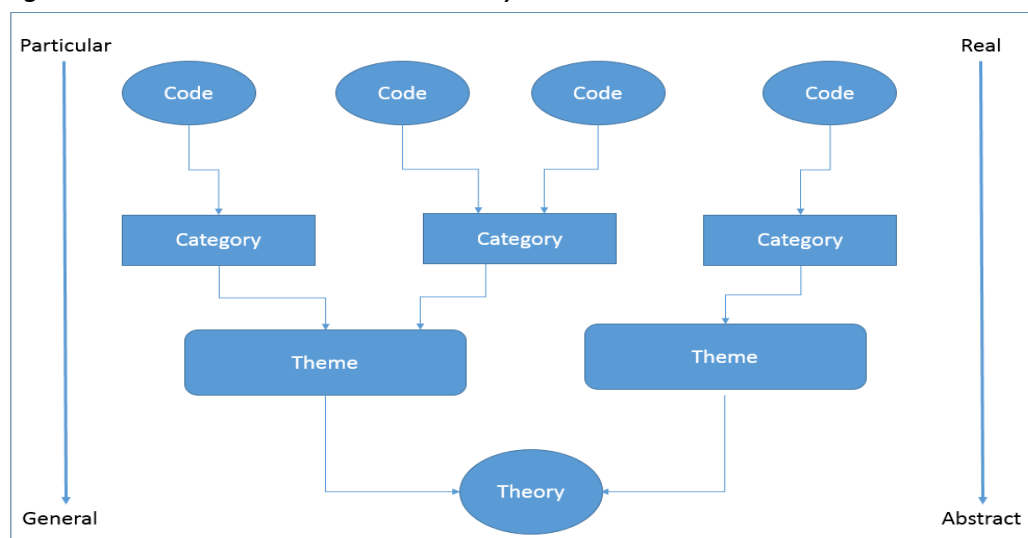 Particular
Real
Code
Code
Code
Code
Category
Category
Category
Theme
Theme
Theory
General
Abstract